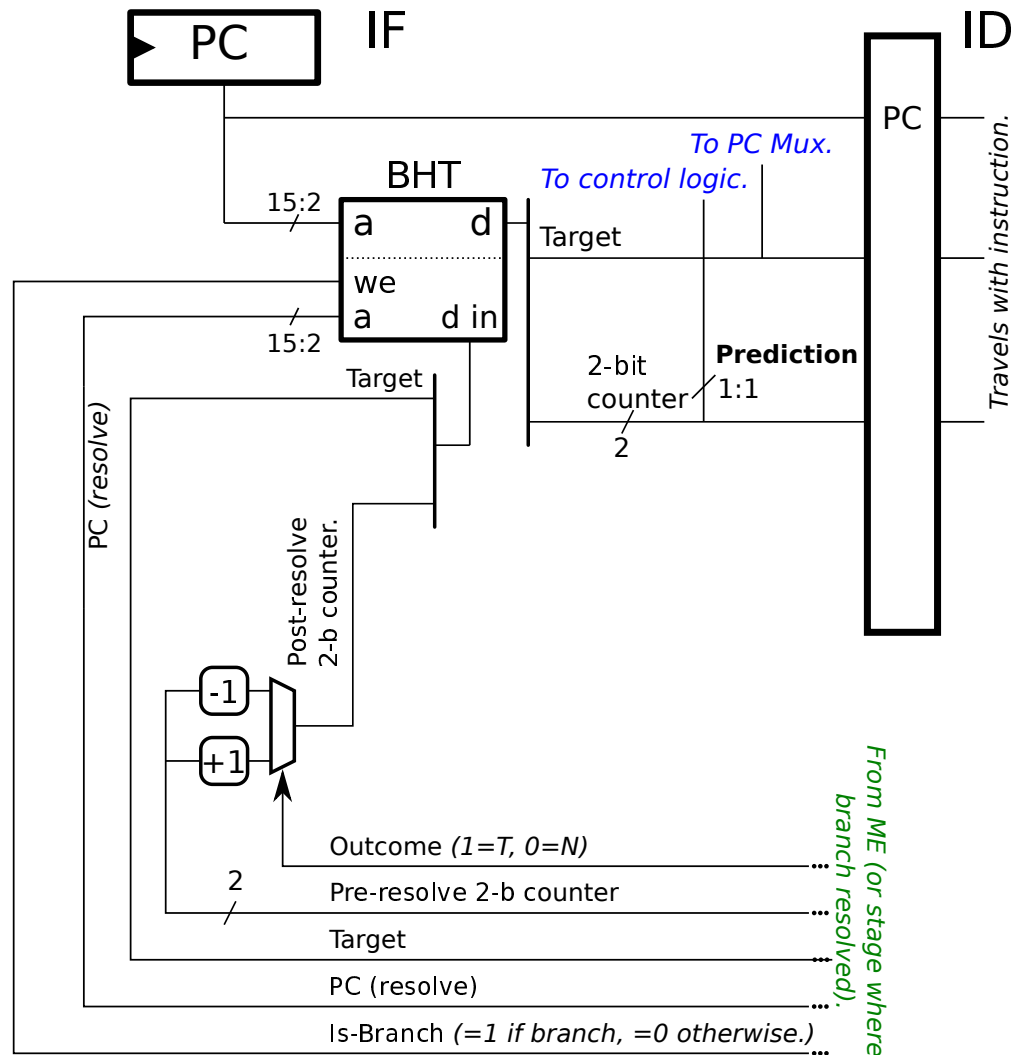 PC
IF
ID
PC
To PC Mux.
To control logic.
BHT
15:2
a
d
Target
we
a
d in
15:2
Travels with instruction.
Prediction
1:1
2-bit
counter
2
Target
PC (resolve)
Post-resolve
2-b counter.
-1
+1
Outcome (1=T, 0=N)
2
Pre-resolve 2-b counter
Target
PC (resolve)
Is-Branch (=1 if branch, =0 otherwise.)
From ME (or stage where
branch resolved).